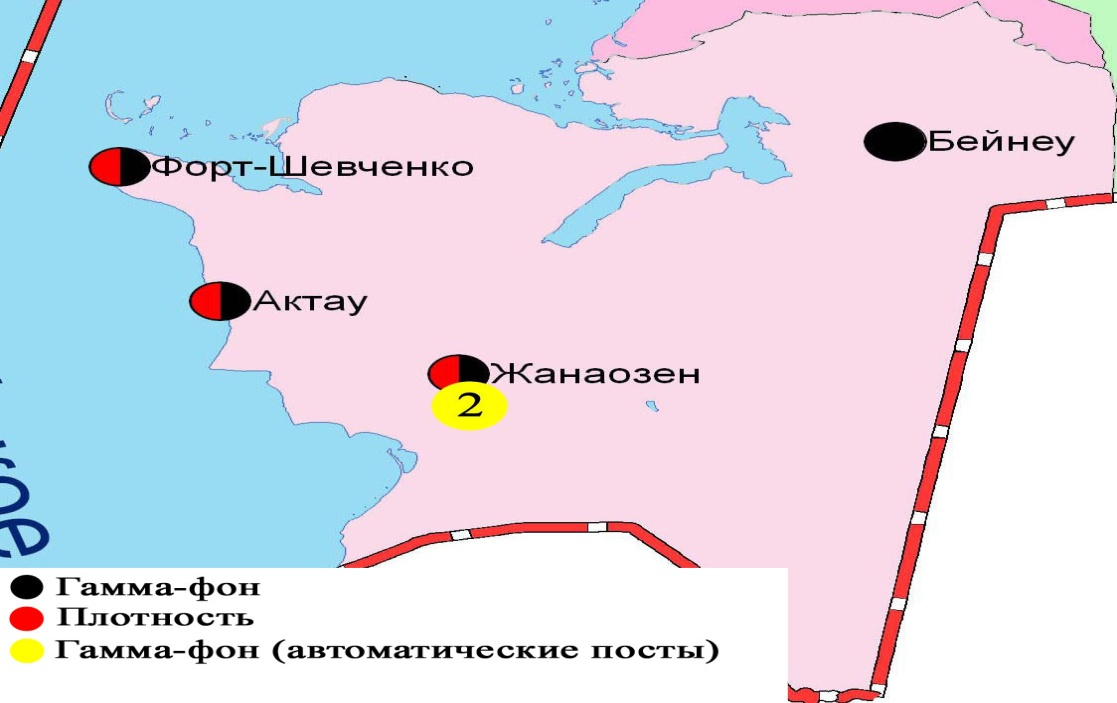 Бейнеу
Форт-Шевченко
Актау
Жанаозен
2
Гамма-фон
Плотность
Гамма-фон (автоматические посты)